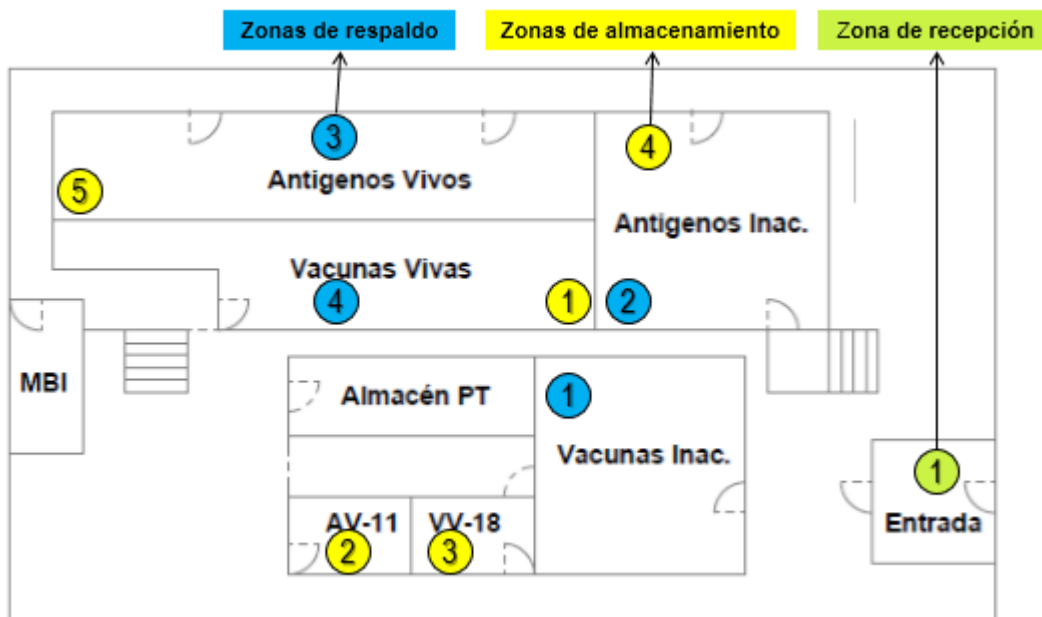 Zonas de respaldo
Zonas de almacenamiento
Zona de recepción
3
4
5
Antigenos Vivos
Antígenos Inac.
Vacunas Vivas
4
1
2
MBI
Almacén PT
1
Vacunas Inac.
1
Entrada
AV-11
VV-18
2
3